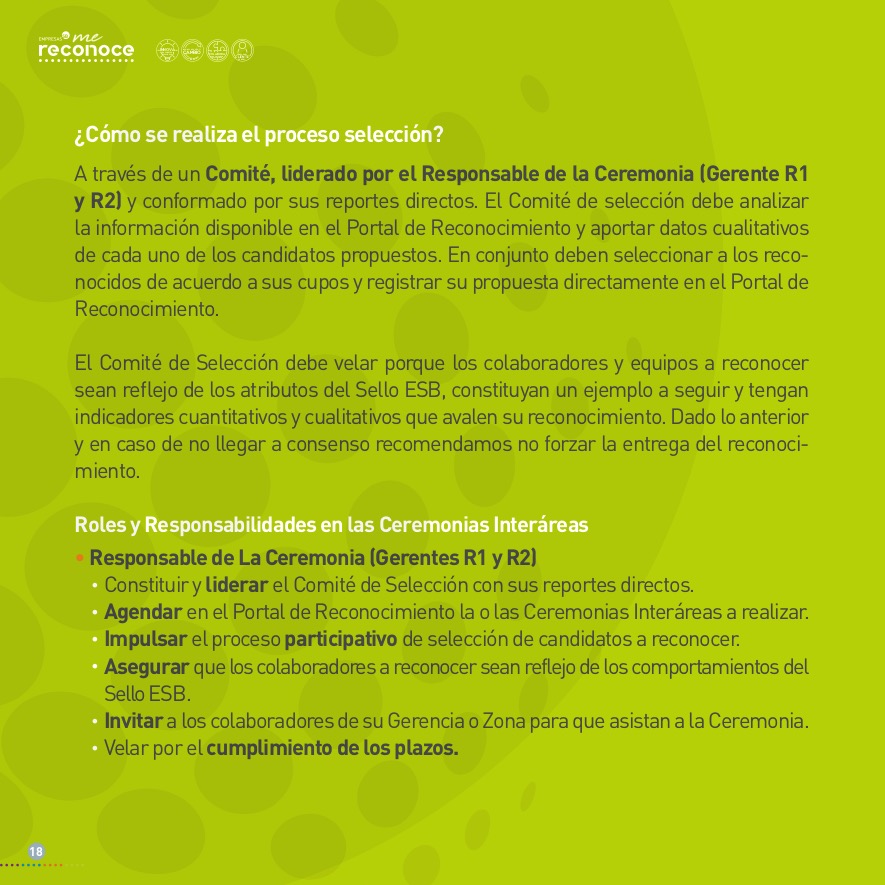 EMPRESAS
me
reconoce
¿Cómo se realiza el proceso selección?
A través de un Comité, liderado por el Responsable de la Ceremonia (Gerente R1
y R2) y conformado por sus reportes directos. El Comité de selección debe analizar
la información disponible en el Portal de Reconocimiento y aportar datos cualitativos
de cada uno de los candidatos propuestos. En conjunto deben seleccionar a los reco-
nocidos de acuerdo a sus cupos y registrar su propuesta directamente en el Portal de
Reconocimiento.
El Comité de Selección debe velar porque los colaboradores y equipos a reconocer
sean reflejo de los atributos del Sello ESB, constituyan un ejemplo a seguir y tengan
indicadores cuantitativos y cualitativos que avalen su reconocimiento. Dado lo anterior
y en caso de no llegar a consenso recomendamos no forzar la entrega del reconoci-
miento.
Roles y Responsabilidades en las Ceremonias Interáreas
• Responsable de La Ceremonia (Gerentes R1 y R2)
• Constituir y liderar el Comité de Selección con sus reportes directos.
• Agendar en el Portal de Reconocimiento la o las Ceremonias Interáreas a realizar.
• Impulsar el proceso participativo de selección de candidatos a reconocer.
• Asegurar que los colaboradores a reconocer sean reflejo de los comportamientos del
Sello ESB.
• Invitar a los colaboradores de su Gerencia o Zona para que asistan a la Ceremonia.
• Velar por el cumplimiento de los plazos.
18